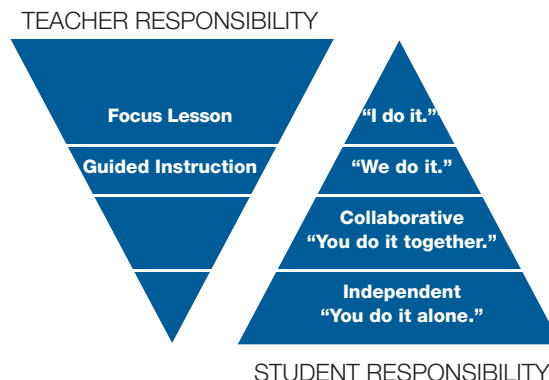 TEACHER RESPONSIBILITY
Focus Lesson
“I do it.”
Guided Instruction
“We do it.”
Collaborative
“You do it together.”
Independent
“You do it alone.”
STUDENT RESPONSIBILITY